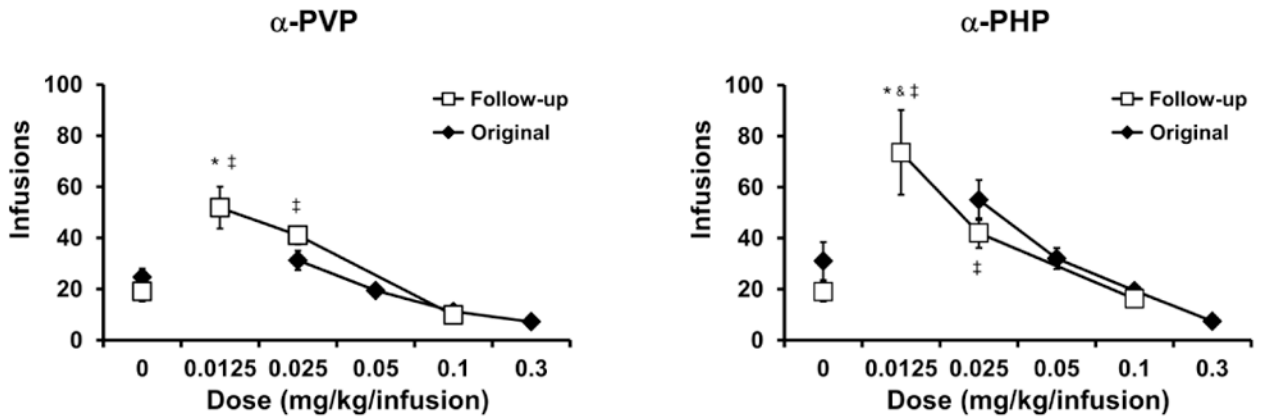 α-PVP
100
80
60
40
20
0
Infusions
* ‡
‡
Follow-up
Original
0 0.0125 0.025 0.05 0.1 0.3
Dose (mg/kg/infusion)
α-PHP
100
80
60
40
20
0
Infusions
* & ‡
‡
Follow-up
Original
0 0.0125 0.025 0.05 0.1 0.3
Dose (mg/kg/infusion)